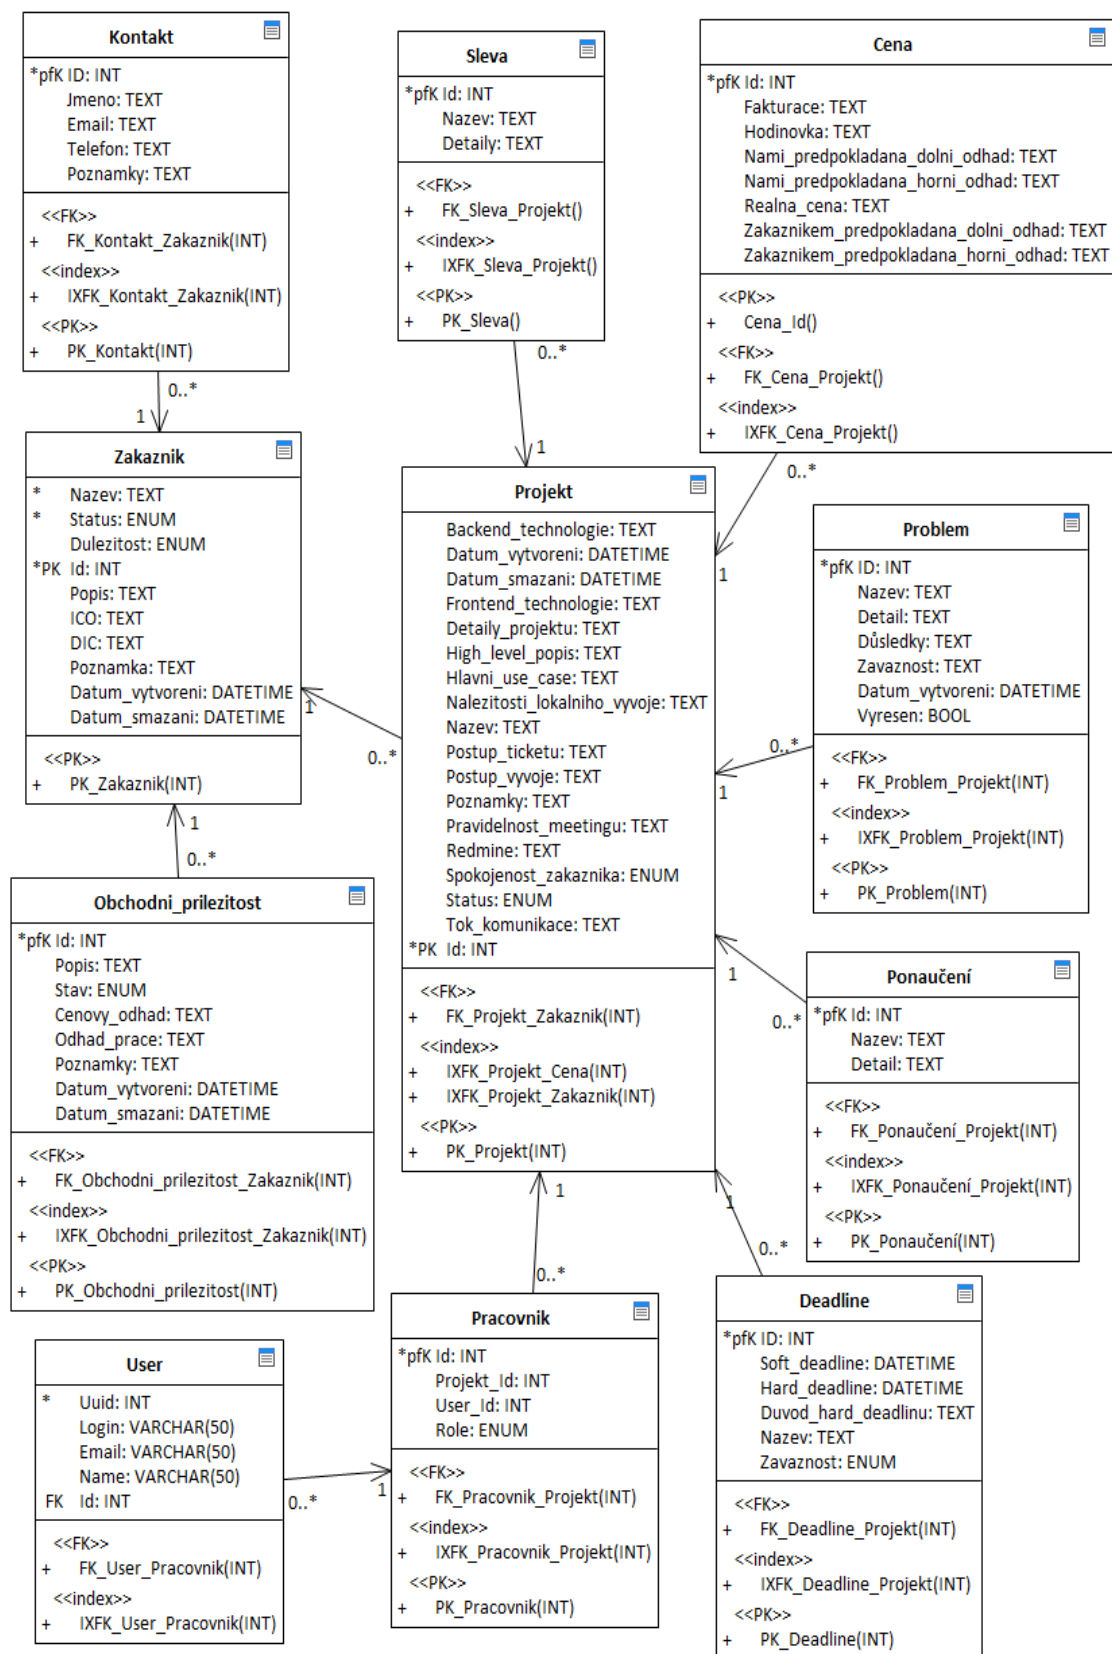 Kontakt
*pfK ID: INT
Jmeno: TEXT
Email: TEXT
Telefon: TEXT
Poznamky: TEXT
<<FK>>
+ FK_Kontakt_Zakaznik(INT)
<<index>>
+ IXFK_Kontakt_Zakaznik(INT)
<<PK>>
+ PK_Kontakt(INT)
0..*
1
Sleva
*pfK Id: INT
Nazev: TEXT
Detaily: TEXT
<<FK>>
+ FK_Sleva_Projekt()
<<index>>
+ IXFK_Sleva_Projekt()
<<PK>>
+ PK_Sleva()
0..*
1
Cena
*pfK Id: INT
Fakturace: TEXT
Hodinovka: TEXT
Nami_predpokladana_dolni_odhad: TEXT
Nami_predpokladana_horni_odhad: TEXT
Realna_cena: TEXT
Zakaznikem_predpokladana_dolni_odhad: TEXT
Zakaznikem_predpokladana_horni_odhad: TEXT
<<PK>>
+ Cena_Id()
<<FK>>
+ FK_Cena_Projekt()
<<index>>
+ IXFK_Cena_Projekt()
0..*
1
Zakaznik
* Nazev: TEXT
* Status: ENUM
Dulezitost: ENUM
*PK Id: INT
Popis: TEXT
ICO: TEXT
DIC: TEXT
Poznamka: TEXT
Datum_vytvoreni: DATETIME
Datum_smazani: DATETIME
<<PK>>
+ PK_Zakaznik(INT)
1
0..*
1
0..*
Projekt
Backend_technologie: TEXT
Datum_vytvoreni: DATETIME
Datum_smazani: DATETIME
Frontend_technologie: TEXT
Detaily_projektu: TEXT
High_level_popis: TEXT
Hlavni_use_case: TEXT
Nalezitosti_lokalniho_vyvoje: TEXT
Nazev: TEXT
Postup_ticketu: TEXT
Postup_vyvoje: TEXT
Poznamky: TEXT
Pravidelnost_meetingu: TEXT
Redmine: TEXT
Spokojenost_zakaznika: ENUM
Status: ENUM
Tok_komunikace: TEXT
*PK Id: INT
<<FK>>
+ FK_Projekt_Zakaznik(INT)
<<index>>
+ IXFK_Projekt_Cena(INT)
+ IXFK_Projekt_Zakaznik(INT)
<<PK>>
+ PK_Projekt(INT)
Problem
*pfK ID: INT
Nazev: TEXT
Detail: TEXT
Důsledky: TEXT
Zavaznost: TEXT
Datum_vytvoreni: DATETIME
Vyresen: BOOL
<<FK>>
+ FK_Problem_Projekt(INT)
<<index>>
+ IXFK_Problem_Projekt(INT)
<<PK>>
+ PK_Problem(INT)
0..*
1
Obchodni_prilezitost
*pfK Id: INT
Popis: TEXT
Stav: ENUM
Cenovy_odhad: TEXT
Odhad_prace: TEXT
Poznamky: TEXT
Datum_vytvoreni: DATETIME
Datum_smazani: DATETIME
<<FK>>
+ FK_Obchodni_prilezitost_Zakaznik(INT)
<<index>>
+ IXFK_Obchodni_prilezitost_Zakaznik(INT)
<<PK>>
+ PK_Obchodni_prilezitost(INT)
Ponaučení
*pfK Id: INT
Nazev: TEXT
Detail: TEXT
<<FK>>
+ FK_Ponaučení_Projekt(INT)
<<index>>
+ IXFK_Ponaučení_Projekt(INT)
<<PK>>
+ PK_Ponaučení(INT)
1
0..*
1
0..*
1
0..*
User
* Uuid: INT
Login: VARCHAR(50)
Email: VARCHAR(50)
Name: VARCHAR(50)
FK Id: INT
<<FK>>
+ FK_User_Pracovnik(INT)
<<index>>
+ IXFK_User_Pracovnik(INT)
0..*
1
Pracovnik
*pfK Id: INT
Projekt_Id: INT
User_Id: INT
Role: ENUM
<<FK>>
+ FK_Pracovnik_Projekt(INT)
<<index>>
+ IXFK_Pracovnik_Projekt(INT)
<<PK>>
+ PK_Pracovnik(INT)
Deadline
*pfK ID: INT
Soft_deadline: DATETIME
Hard_deadline: DATETIME
Duvod_hard_deadlinu: TEXT
Nazev: TEXT
Zavaznost: ENUM
<<FK>>
+ FK_Deadline_Projekt(INT)
<<index>>
+ IXFK_Deadline_Projekt(INT)
<<PK>>
+ PK_Deadline(INT)